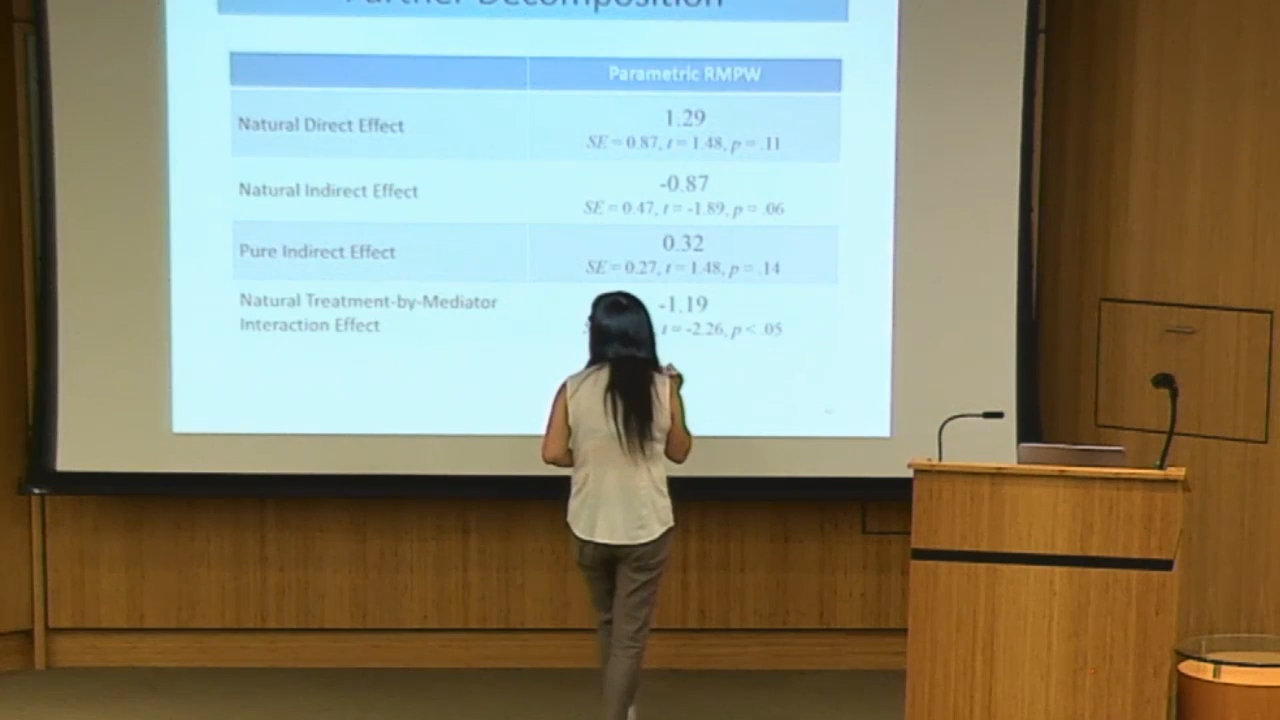 Further Decomposition
Parametric RMPW
Natural Direct Effect
1.29
SE = 0.87, t = 1.48, p = .11
Natural Indirect Effect
-0.87
SE = 0.47, t = -1.89, p = .06
Pure Indirect Effect
0.32
SE = 0.27, t = 1.48, p = .14
Natural Treatment-by-Mediator
Interaction Effect
-1.19
t = -2.26, p < .05